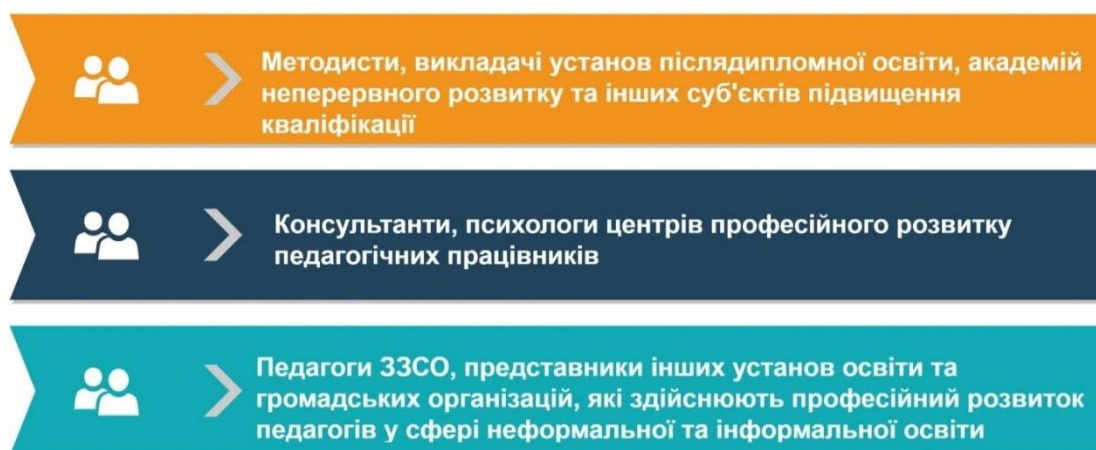 Методисти, викладачі установ післядипломної освіти, академій
неперервного розвитку та інших суб'єктів підвищення
кваліфікації
Консультанти, психологи центрів професійного розвитку
педагогічних працівників
Педагоги ЗЗСО, представники інших установ освіти та
громадських організацій, які здійснюють професійний розвиток
педагогів у сфері неформальної та інформальної освіти